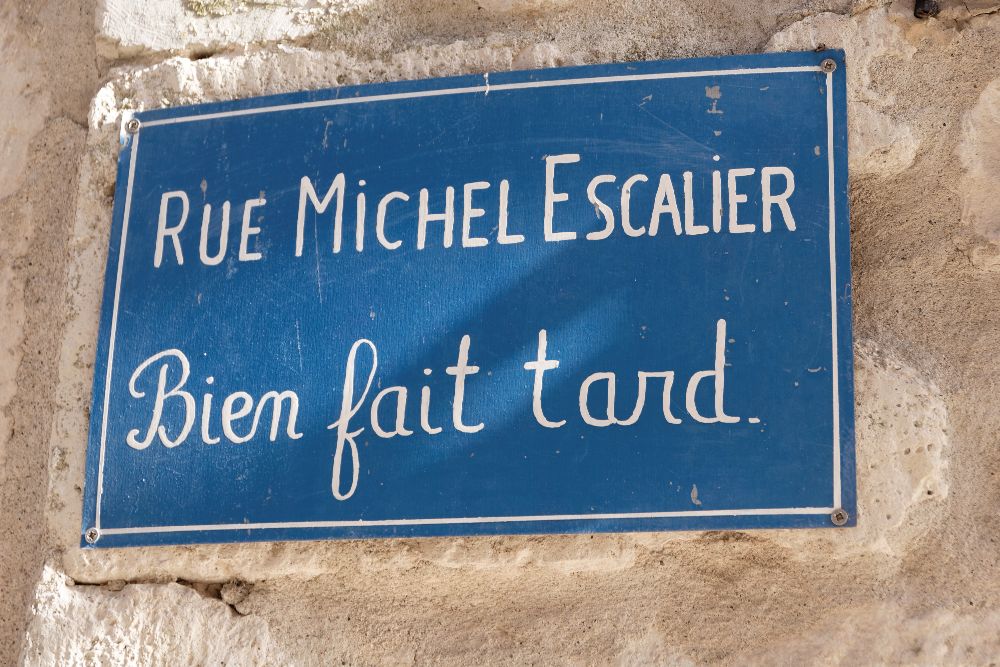 RUE MICHEL ESCALIER
Bien fait tard.